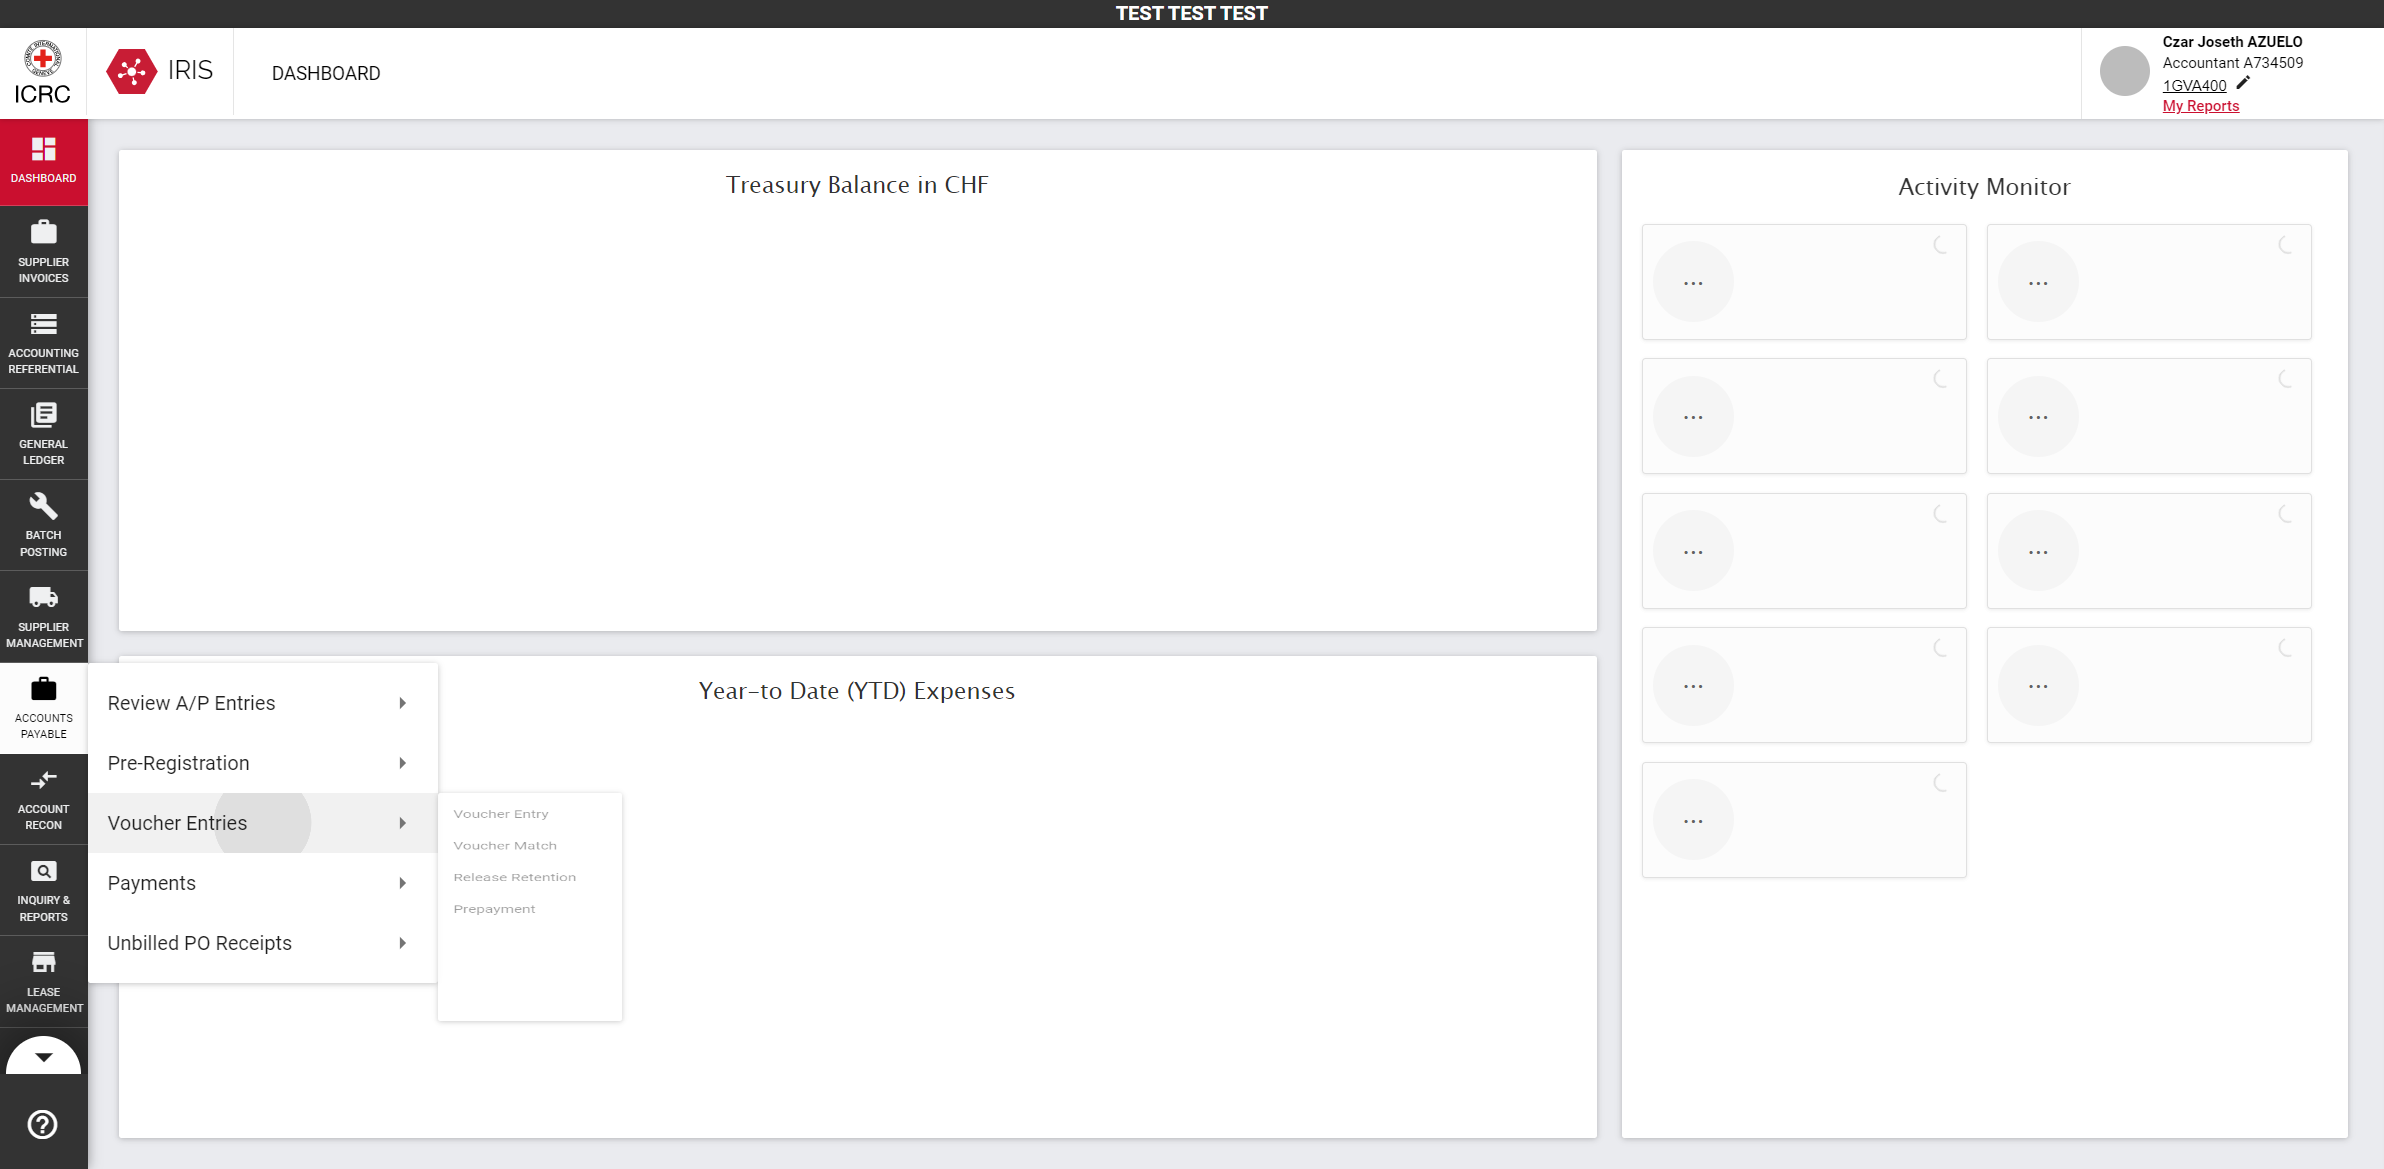 TEST TEST TEST
ICRC
IRIS
DASHBOARD
Czar Joseth AZUELO
Accountant A734509
1GVA400
My Reports
DASHBOARD
SUPPLIER
INVOICES
ACCOUNTING
REFERENTIAL
GENERAL
LEDGER
BATCH
POSTING
SUPPLIER
MANAGEMENT
ACCOUNTS
PAYABLE
ACCOUNT
RECON
INQUIRY &
REPORTS
LEASE
MANAGEMENT
Review A/P Entries
Pre-Registration
Voucher Entries
Payments
Unbilled PO Receipts
Voucher Entry
Voucher Match
Release Retention
Prepayment
Treasury Balance in CHF
Year-to Date (YTD) Expenses
Activity Monitor
...
...
...
...
...
...
...
...
...